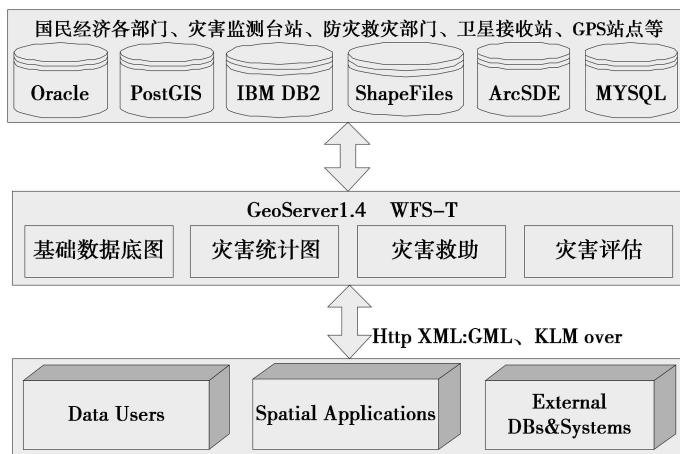 国民经济各部门、灾害监测台站、防灾救灾部门、卫星接收站、GPS站点等
Oracle
PostGIS
IBM DB2
ShapeFiles
ArcSDE
MYSQL
GeoServer1.4 WFS-T
基础数据底图
灾害统计图
灾害救助
灾害评估
Http XML:GML、KLM over
Data Users
Spatial Applications
External
DBs&Systems